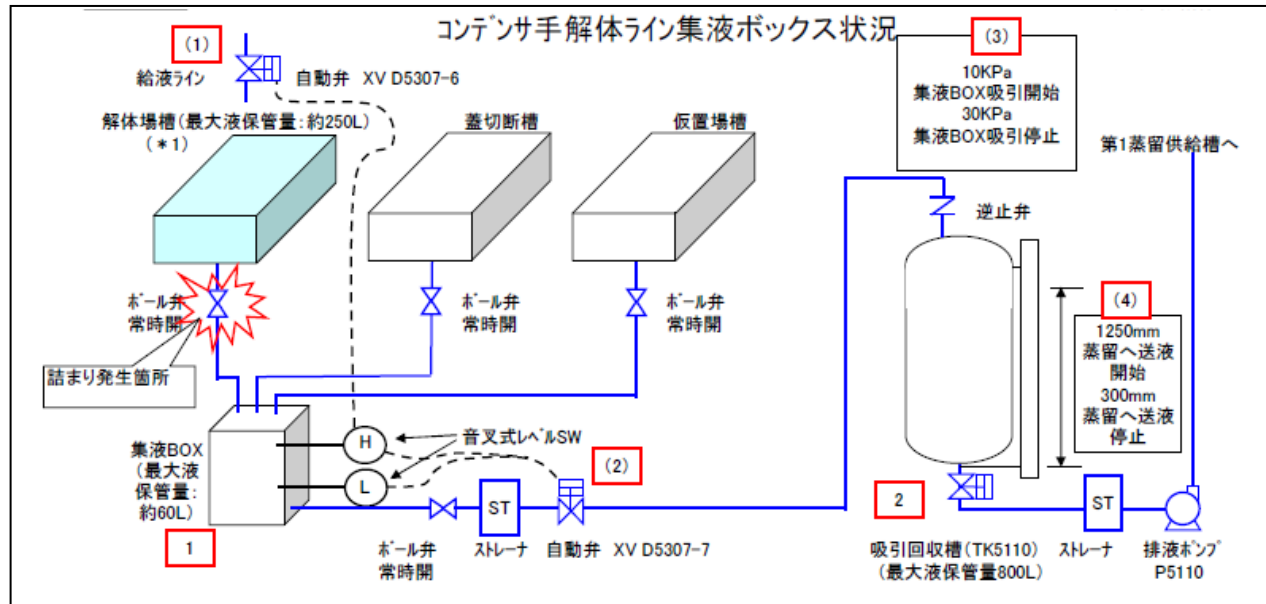 コンデンサ手解体ライン集液ボックス状況
(1)
給液ライン
自動弁 XV D5307-6
解体場槽(最大液保管量:約250L)
(*1)
蓋切断槽
仮置場槽
(3)
10KPa
集液BOX吸引開始
30KPa
集液BOX吸引停止
第1蒸留供給槽へ
逆止弁
ボール弁
常時開
ボール弁
常時開
ボール弁
常時開
詰まり発生箇所
(4)
1250mm
蒸留へ送液
開始
300mm
蒸留へ送液
停止
集液BOX
(最大液
保管量:
約60L)
1
H
L
音叉式レベルSW
(2)
ST
ボール弁
常時開
ストレーナ
自動弁 XV D5307-7
2
ST
吸引回収槽(TK5110)
(最大液保管量800L)
ストレーナ
排液ポンプ
P5110